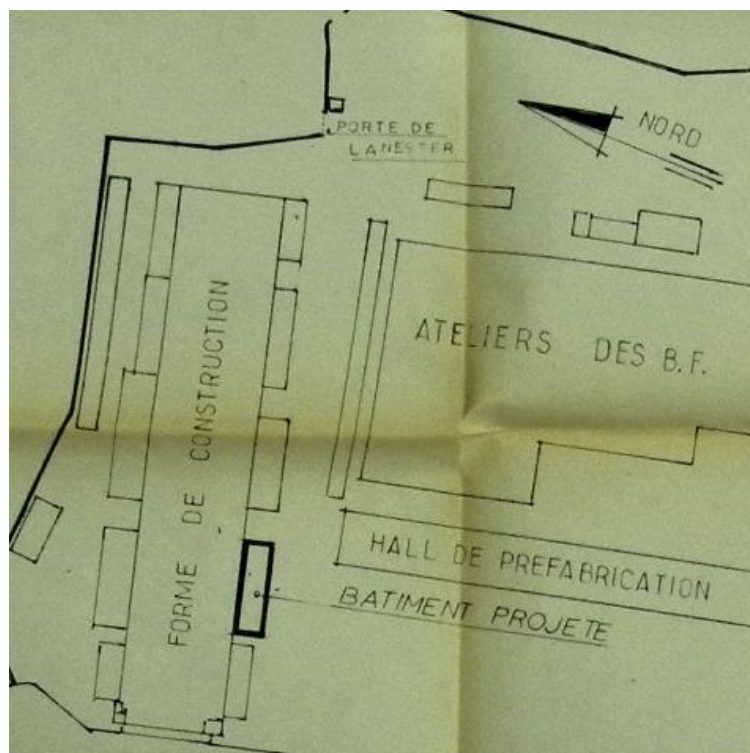 PORTE DE
LANESTER
NORD
ATELIERS DES B.F.
FORME DE CONSTRUCTION
HALL DE PREFABRICATION
BATIMENT PROJETE